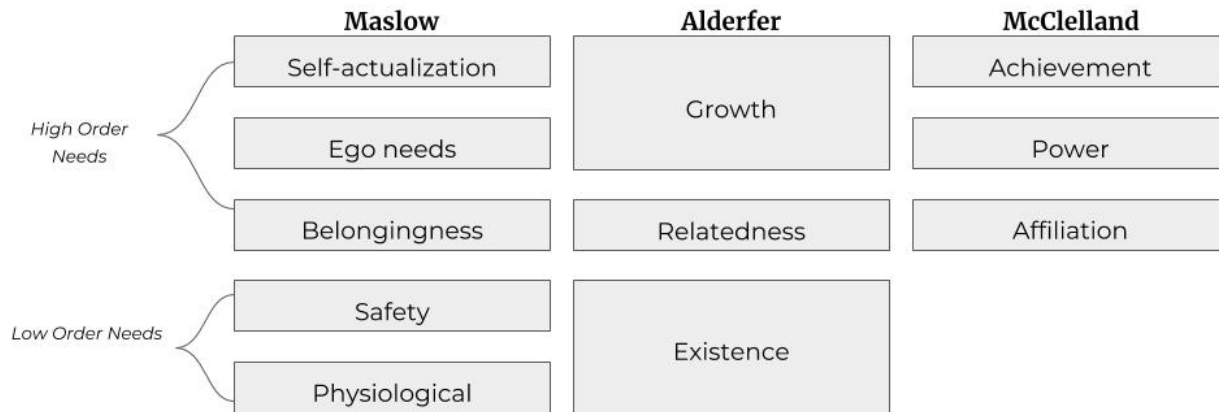 Maslow
Alderfer
McClelland
Self-actualization
Growth
Achievement
High Order
Needs
Ego needs
Power
Belongingness
Relatedness
Affiliation
Low Order Needs
Safety
Existence
Physiological